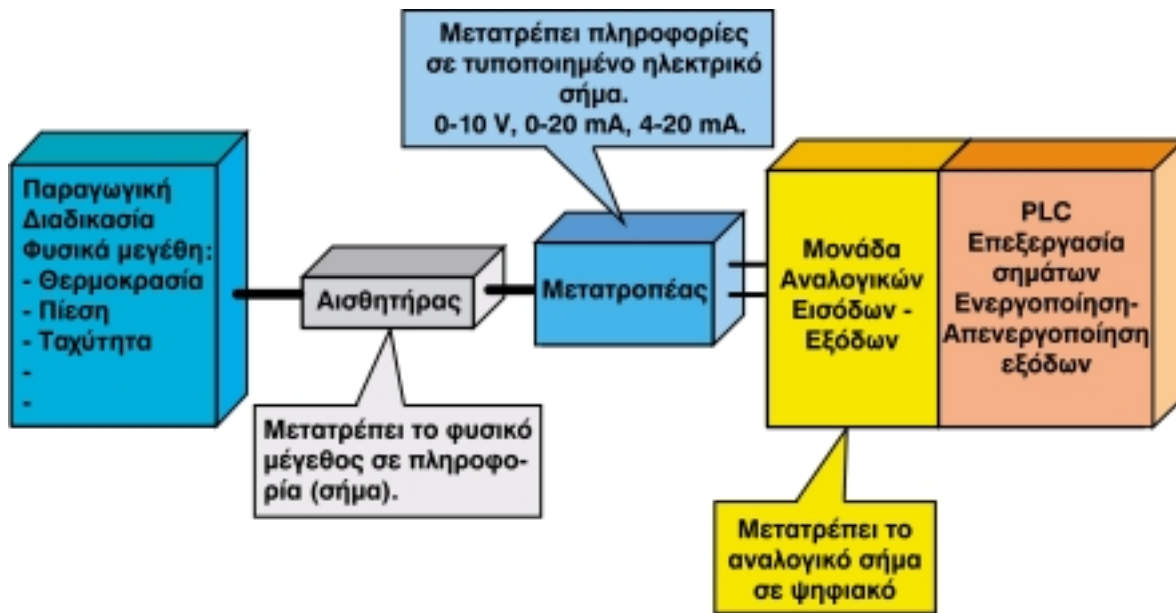 Μετατρέπει πληροφορίες
σε τυποποιημένο ηλεκτρικό
σήμα.
0-10 V, 0-20 mA, 4-20 mA.
Παραγωγική
Διαδικασία
Φυσικά μεγέθη:
- Θερμοκρασία
- Πίεση
- Ταχύτητα
-
-
Αισθητήρας
Μετατροπέας
Μονάδα
Αναλογικών
Εισόδων -
Εξόδων
PLC
Επεξεργασία
σημάτων
Ενεργοποίηση-
Απενεργοποίηση
εξόδων
Μετατρέπει το φυσικό
μέγεθος σε πληροφο-
ρία (σήμα).
Μετατρέπει το
αναλογικό σήμα
σε ψηφιακό